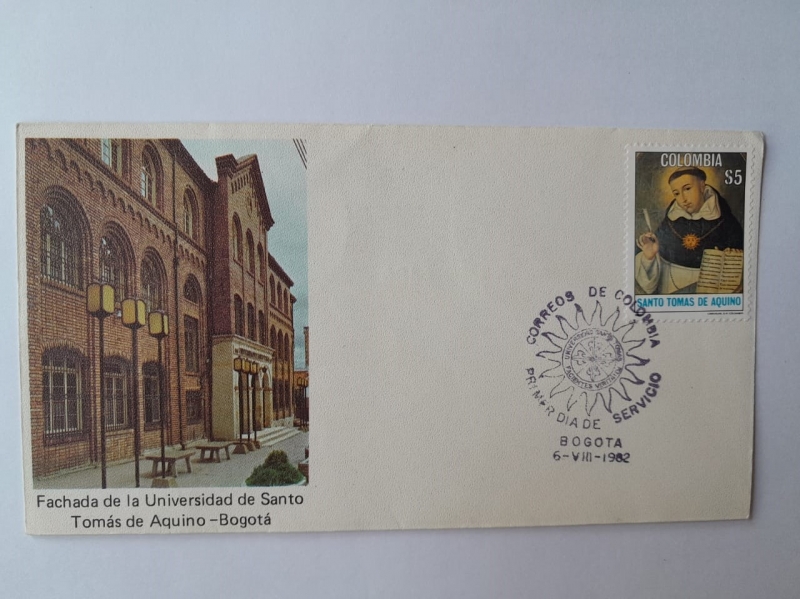 COLOMBIA
$5
SANTO TOMAS DE AQUINO
CORREOS DE COLOMBIA
PRIMER DIA DE SERVICIO
BOGOTA
6-VIII-1982
Fachada de la Universidad de Santo
Tomás de Aquino -Bogotá